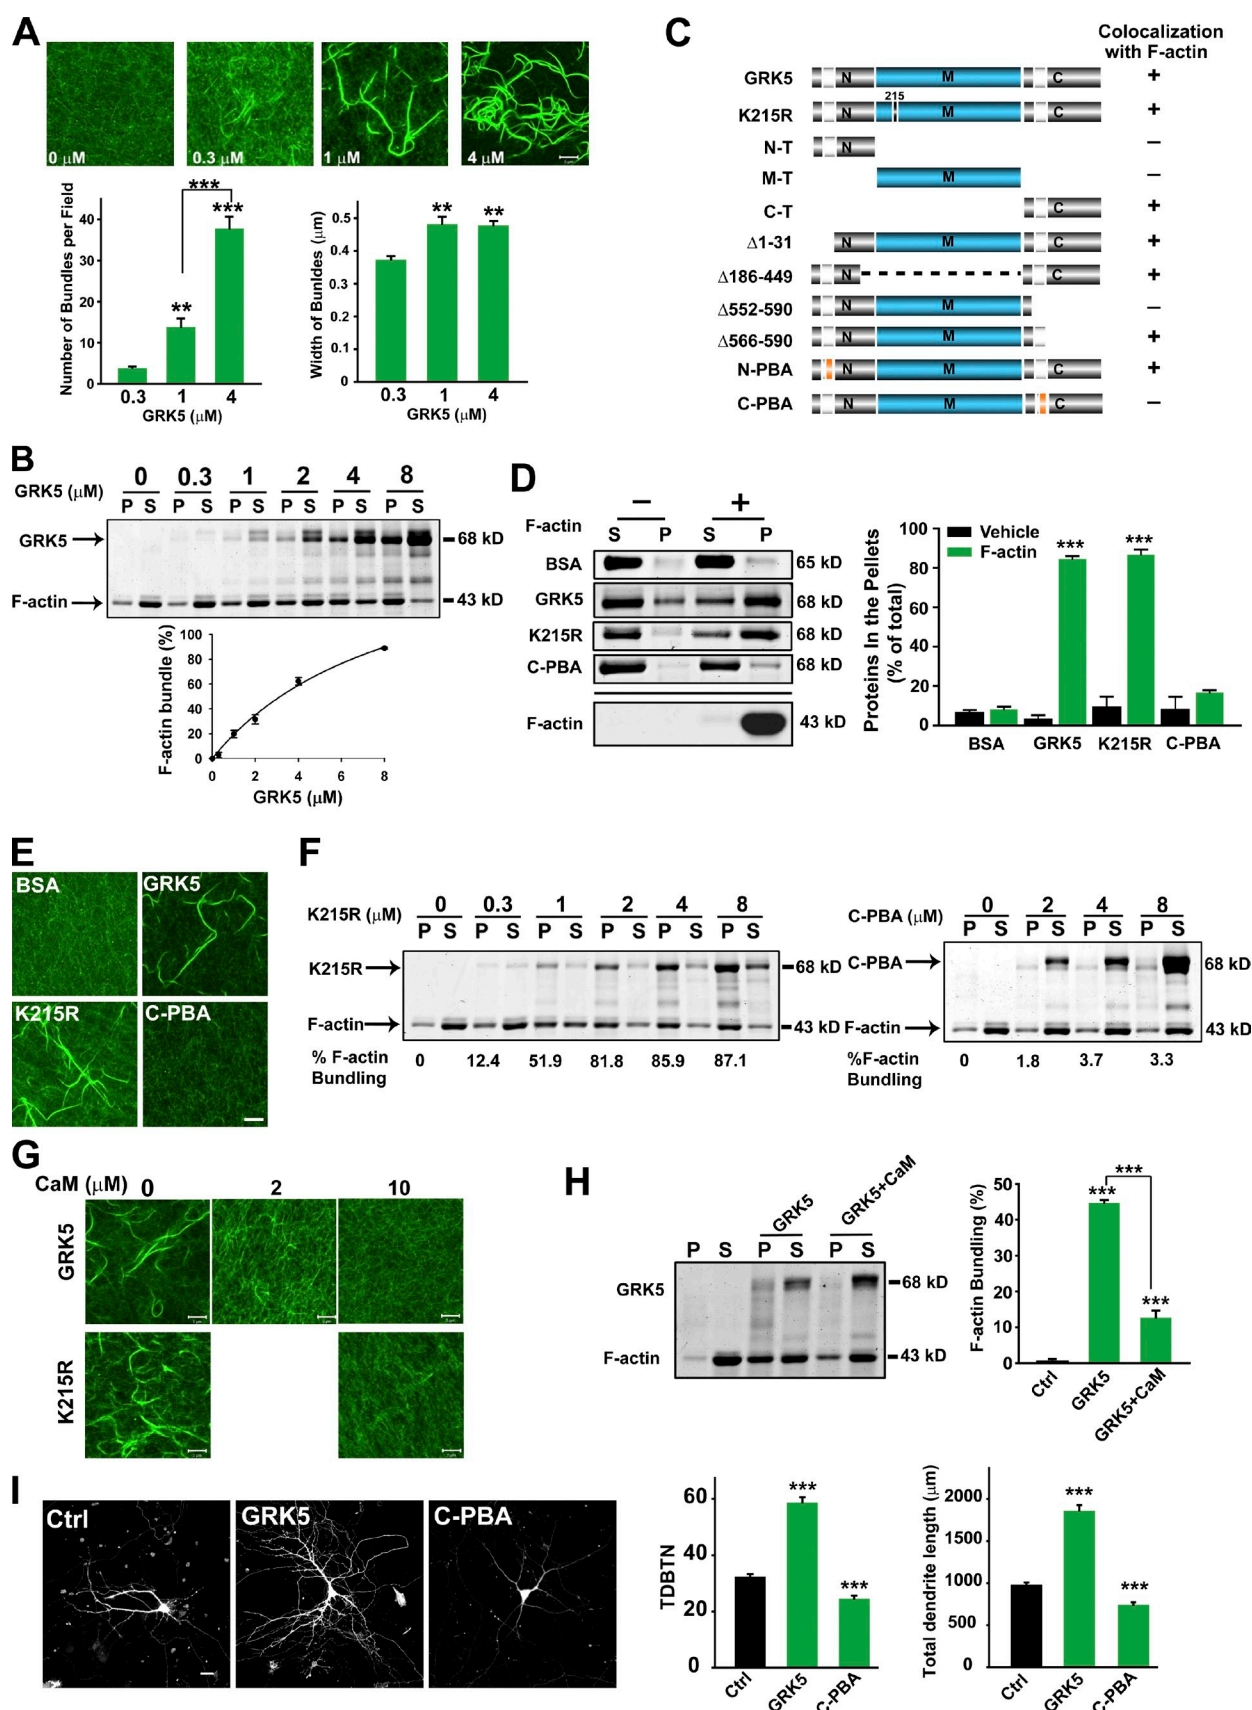 A
0 μM
0.3 μM
1 μM
4 μM
Number of Bundles per Field
40
30
20
10
0
**
***
***
0.3 1 4
GRK5 (μM)
Width of Bunldes (μm)
0.5
0.4
0.3
0.2
0.1
0
** **
0.3 1 4
GRK5 (μM)
B
GRK5 (μM)
0 0.3 1 2 4 8
P S P S P S P S P S P S
GRK5
68 kD
F-actin
43 kD
F-actin bundle (%)
100
80
60
40
20
0
0 2 4 6 8
GRK5 (μM)
C
Colocalization
with F-actin
GRK5 N M C +
215
K215R N M C +
N-T N −
M-T M −
C-T C +
Δ1-31 N M C +
Δ186-449 N C +
Δ552-590 N M −
Δ566-590 N M +
N-PBA N M C +
C-PBA N M C −
D
− +
F-actin
S P S P
BSA 65 kD
GRK5 68 kD
K215R 68 kD
C-PBA 68 kD
F-actin 43 kD
Proteins In the Pellets
(% of total)
100
80
60
40
20
0
Vehicle
F-actin
*** ***
BSA GRK5 K215R C-PBA
E
BSA
GRK5
K215R
C-PBA
F
K215R (μM)
0 0.3 1 2 4 8
P S P S P S P S P S P S
K215R
68 kD
F-actin
43 kD
% F-actin
Bundling
0 12.4 51.9 81.8 85.9 87.1
C-PBA (μM)
0 2 4 8
P S P S P S P S
C-PBA
68 kD
F-actin
43 kD
%F-actin
Bundling
0 1.8 3.7 3.3
G
CaM (μM) 0 2 10
GRK5
K215R
H
GRK5
GRK5+CaM
P S P S P S
GRK5
68 kD
F-actin
43 kD
F-actin Bundling (%)
50
40
30
20
10
0
***
***
***
Ctrl GRK5 GRK5+CaM
I
Ctrl
GRK5
C-PBA
TDBTN
60
40
20
0
***
***
Ctrl GRK5 C-PBA
Total dendrite length (μm)
2000
1500
1000
500
0
***
***
Ctrl GRK5 C-PBA